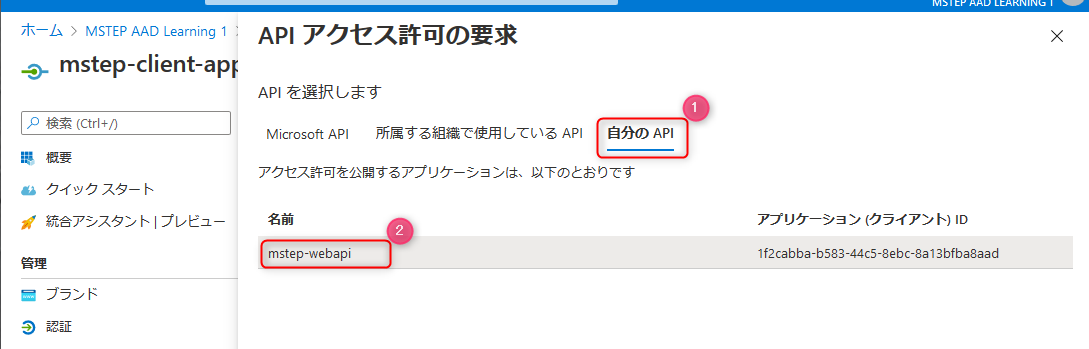 MSTEP AAD LEARNING 1
ホーム > MSTEP AAD Learning 1 >
mstep-client-app
検索 (Ctrl+/)
概要
クイック スタート
統合アシスタント | プレビュー
管理
ブランド
認証
API アクセス許可の要求
API を選択します
1
Microsoft API 所属する組織で使用している API 自分の API
アクセス許可を公開するアプリケーションは、以下のとおりです
名前 アプリケーション (クライアント) ID
2
mstep-webapi 1f2cabba-b583-44c5-8ebc-8a13bfba8aad